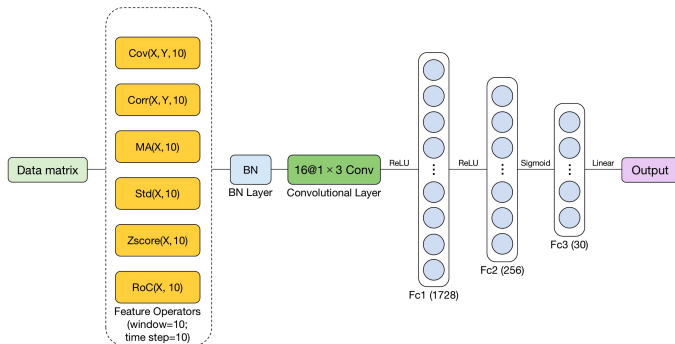 Data matrix
Cov(X, Y, 10)
Corr(X, Y, 10)
MA(X, 10)
Std(X, 10)
Zscore(X, 10)
RoC(X, 10)
Feature Operators
(window=10;
time step=10)
BN
BN Layer
16@1 × 3 Conv
Convolutional Layer
ReLU
Fc1 (1728)
ReLU
Fc2 (256)
Sigmoid
Fc3 (30)
Linear
Output